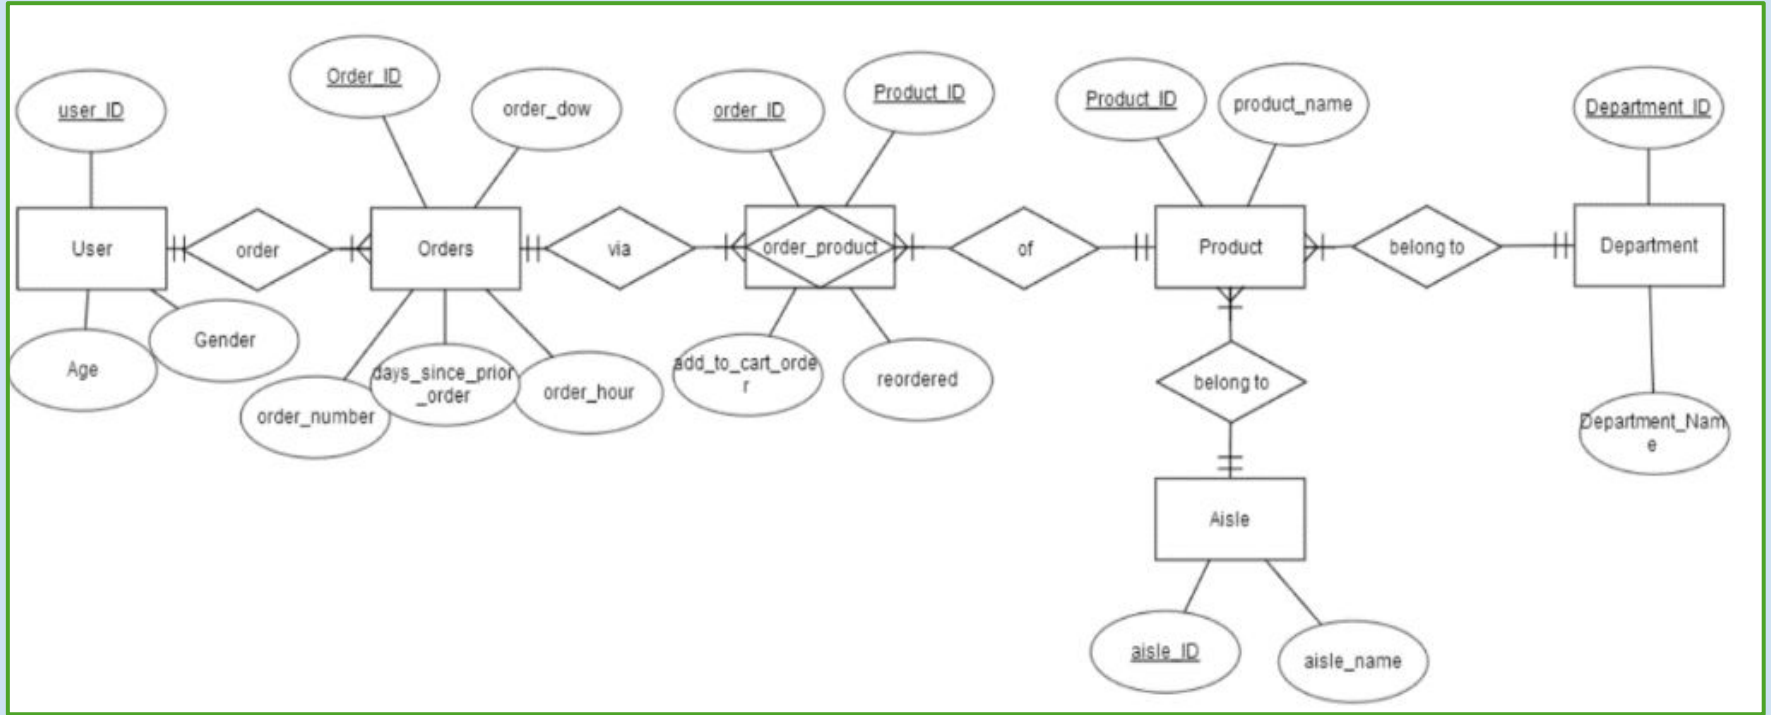 user_ID
Order_ID
order_dow
order_ID
Product_ID
Product_ID
product_name
Department_ID
User
order
Orders
via
order_product
of
Product
belong to
Department
Age
Gender
order_number
days_since_prior
_order
order_hour
add_to_cart_orde
r
reordered
belong to
Department_Nam
e
Aisle
aisle_ID
aisle_name